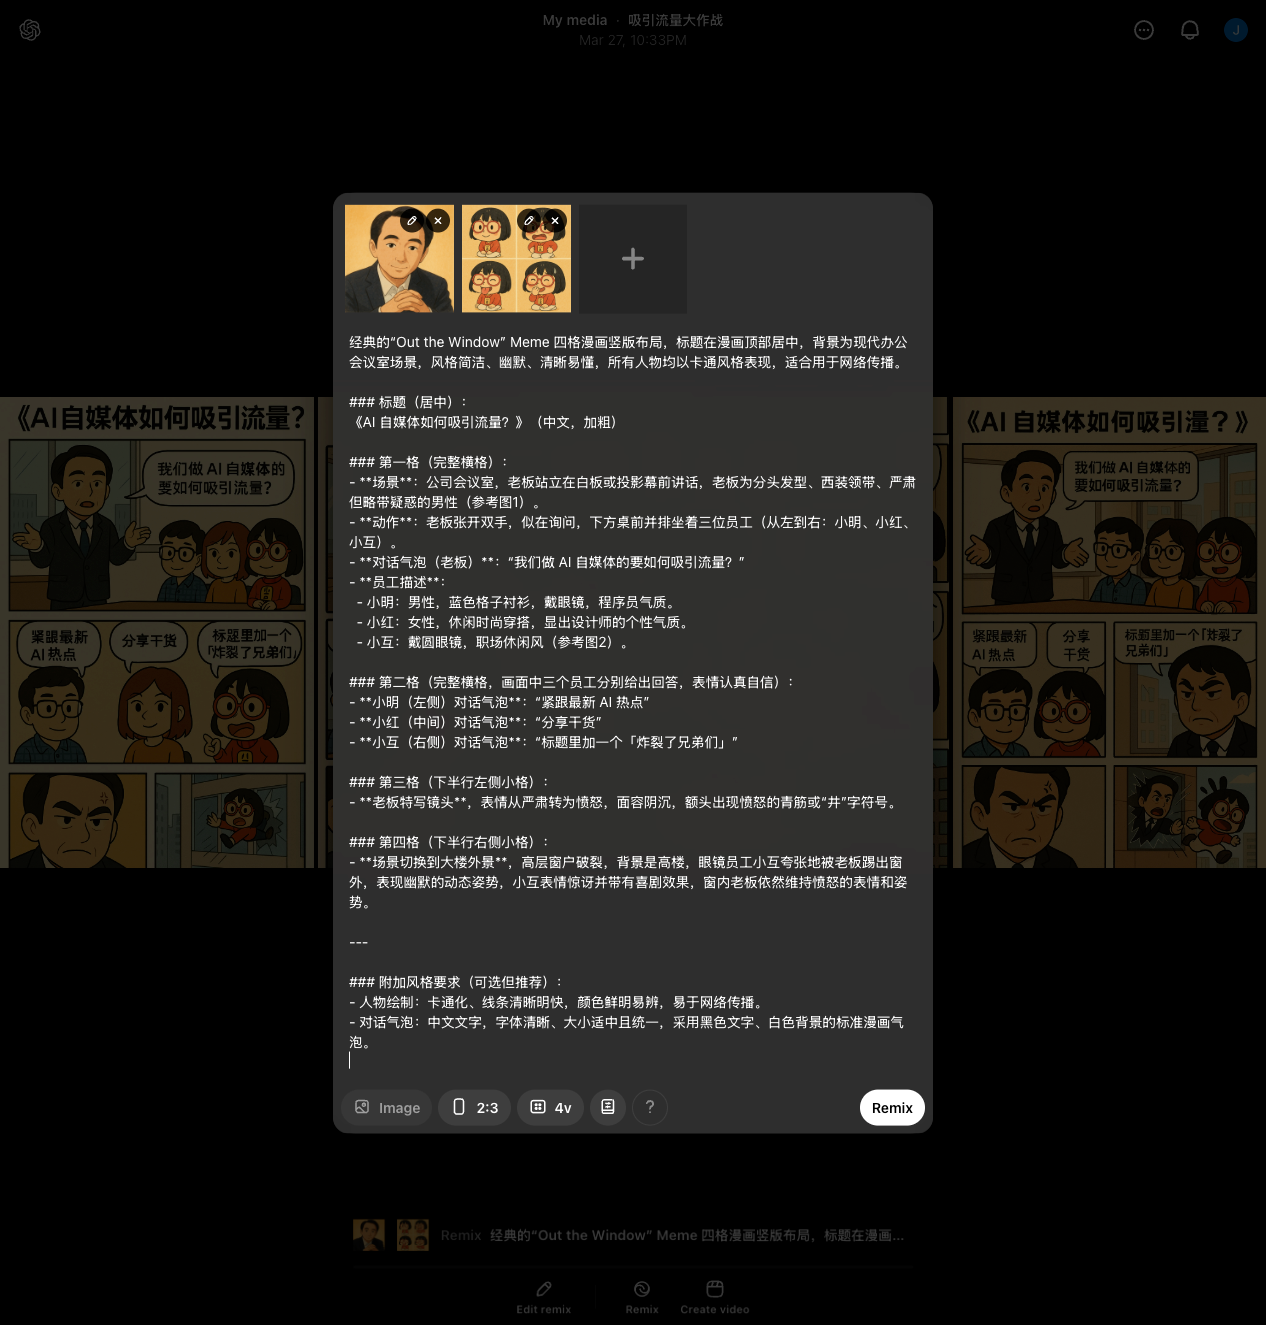 My media · 吸引流量大作战
Mar 27, 10:33PM
J
经典的“Out the Window” Meme 四格漫画竖版布局，标题在漫画顶部居中，背景为现代办公
会议室场景，风格简洁、幽默、清晰易懂，所有人物均以卡通风格表现，适合用于网络传播。
### 标题（居中）：
《AI 自媒体如何吸引流量？》（中文，加粗）
### 第一格（完整横格）：
- **场景**：公司会议室，老板站立在白板或投影幕前讲话，老板为分头发型、西装领带、严肃
但略带疑惑的男性（参考图1）。
- **动作**：老板张开双手，似在询问，下方桌前并排坐着三位员工（从左到右：小明、小红、
小互）。
- **对话气泡（老板）**：“我们做 AI 自媒体的要如何吸引流量？”
- **员工描述**：
- 小明：男性，蓝色格子衬衫，戴眼镜，程序员气质。
- 小红：女性，休闲时尚穿搭，显出设计师的个性气质。
- 小互：戴圆眼镜，职场休闲风（参考图2）。
### 第二格（完整横格，画面中三个员工分别给出回答，表情认真自信）：
- **小明（左侧）对话气泡**：“紧跟最新 AI 热点”
- **小红（中间）对话气泡**：“分享干货”
- **小互（右侧）对话气泡**：“标题里加一个「炸裂了兄弟们」”
### 第三格（下半行左侧小格）：
- **老板特写镜头**，表情从严肃转为愤怒，面容阴沉，额头出现愤怒的青筋或“井”字符号。
### 第四格（下半行右侧小格）：
- **场景切换到大楼外景**，高层窗户破裂，背景是高楼，眼镜员工小互夸张地被老板踢出窗
外，表现幽默的动态姿势，小互表情惊讶并带有喜剧效果，窗内老板依然维持愤怒的表情和姿
势。
---
### 附加风格要求（可选但推荐）：
- 人物绘制：卡通化、线条清晰明快，颜色鲜明易辨，易于网络传播。
- 对话气泡：中文文字，字体清晰、大小适中且统一，采用黑色文字、白色背景的标准漫画气
泡。
Image
2:3
4v
?
Remix
《AI自媒体如何吸引流量?
我们做 AI 自媒体的
要如何吸引流量?
紧跟最新
AI 热点
分享干货
标题里加一个
「炸裂了兄弟们」
《AI 自媒体如何吸引
?》
我们做 AI 自媒体的
要如何吸引流量?
紧跟最新
AI 热点
分享
干货
标题里加一个「炸裂了
兄弟们」
Remix 经典的“Out the Window” Meme 四格漫画竖版布局，标题在漫画...
Edit remix
Remix
Create video